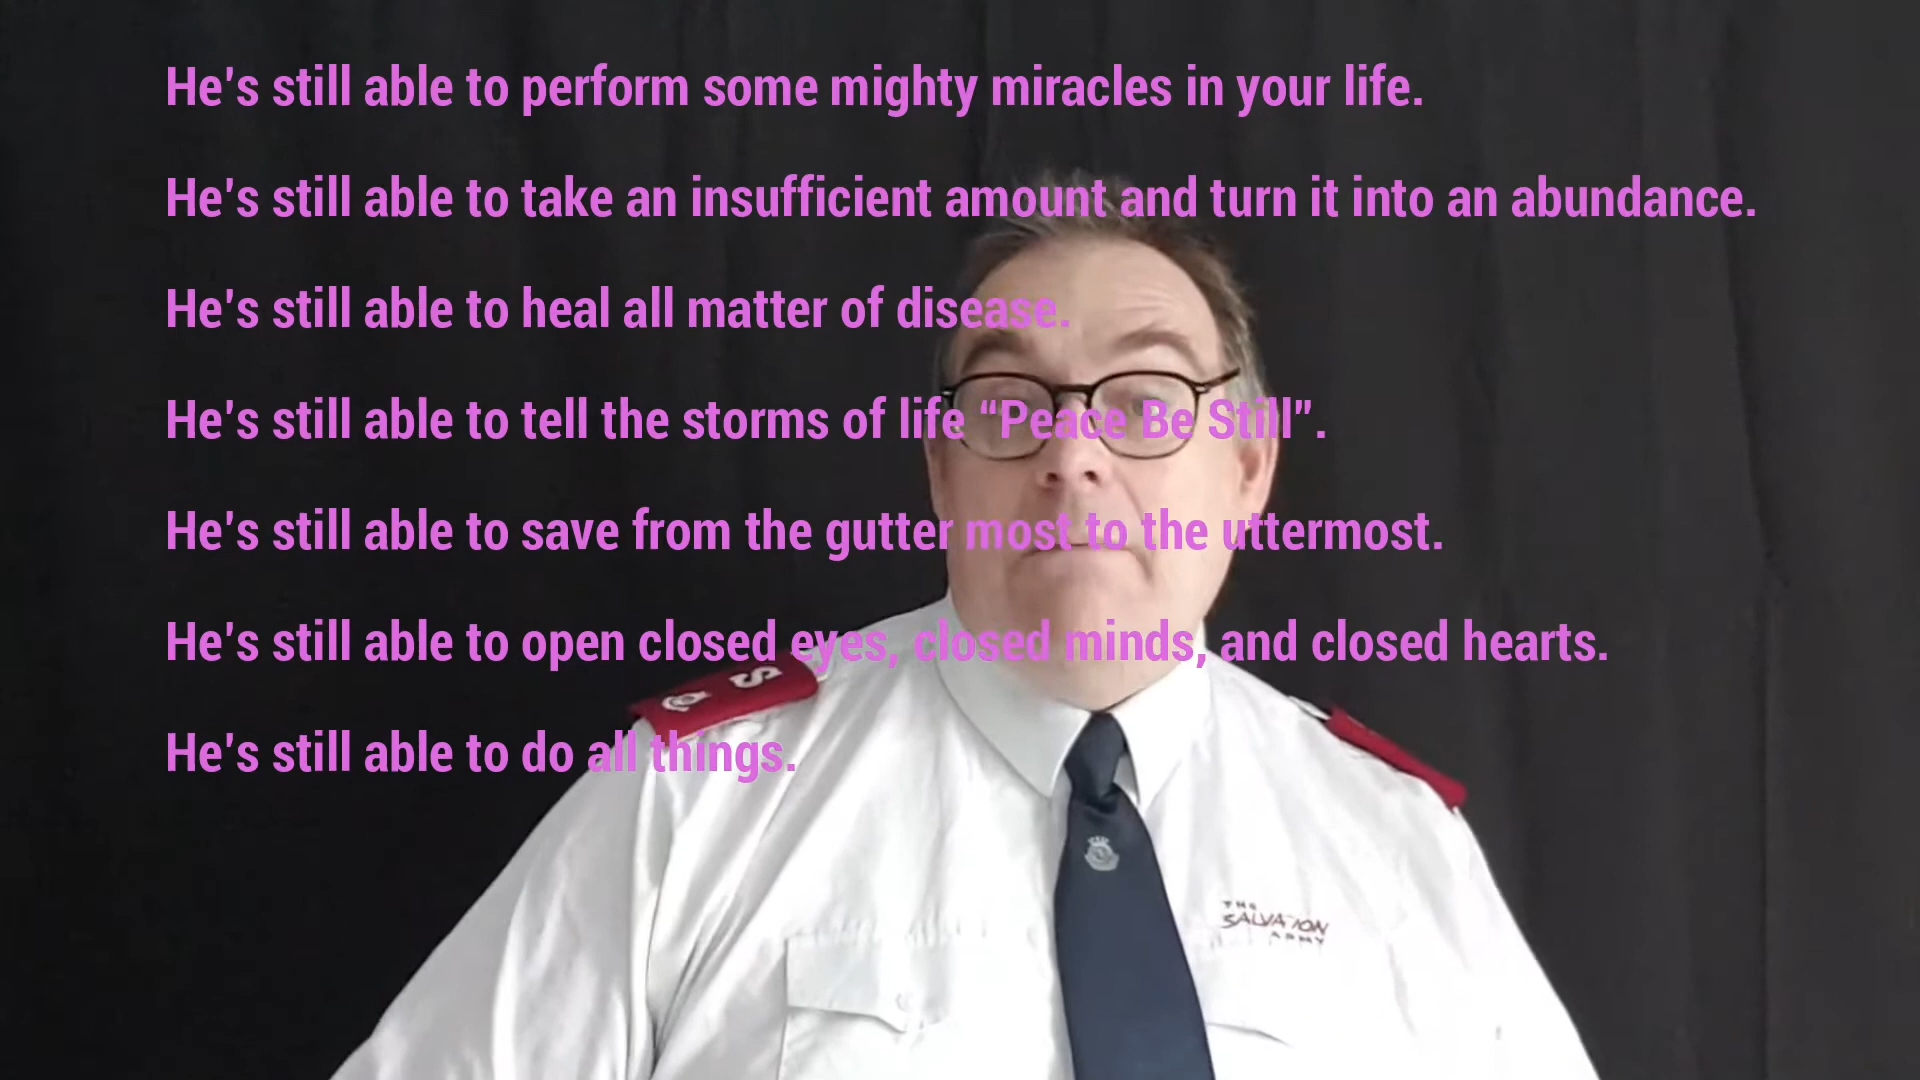 He's still able to perform some mighty miracles in your life.
He's still able to take an insufficient amount and turn it into an abundance.
He's still able to heal all matter of disease.
He's still able to tell the storms of life “Peace Be Still”.
He's still able to save from the gutter most to the uttermost.
He's still able to open closed eyes, closed minds, and closed hearts.
He's still able to do all things.
S
THE
SALVATION
ARMY